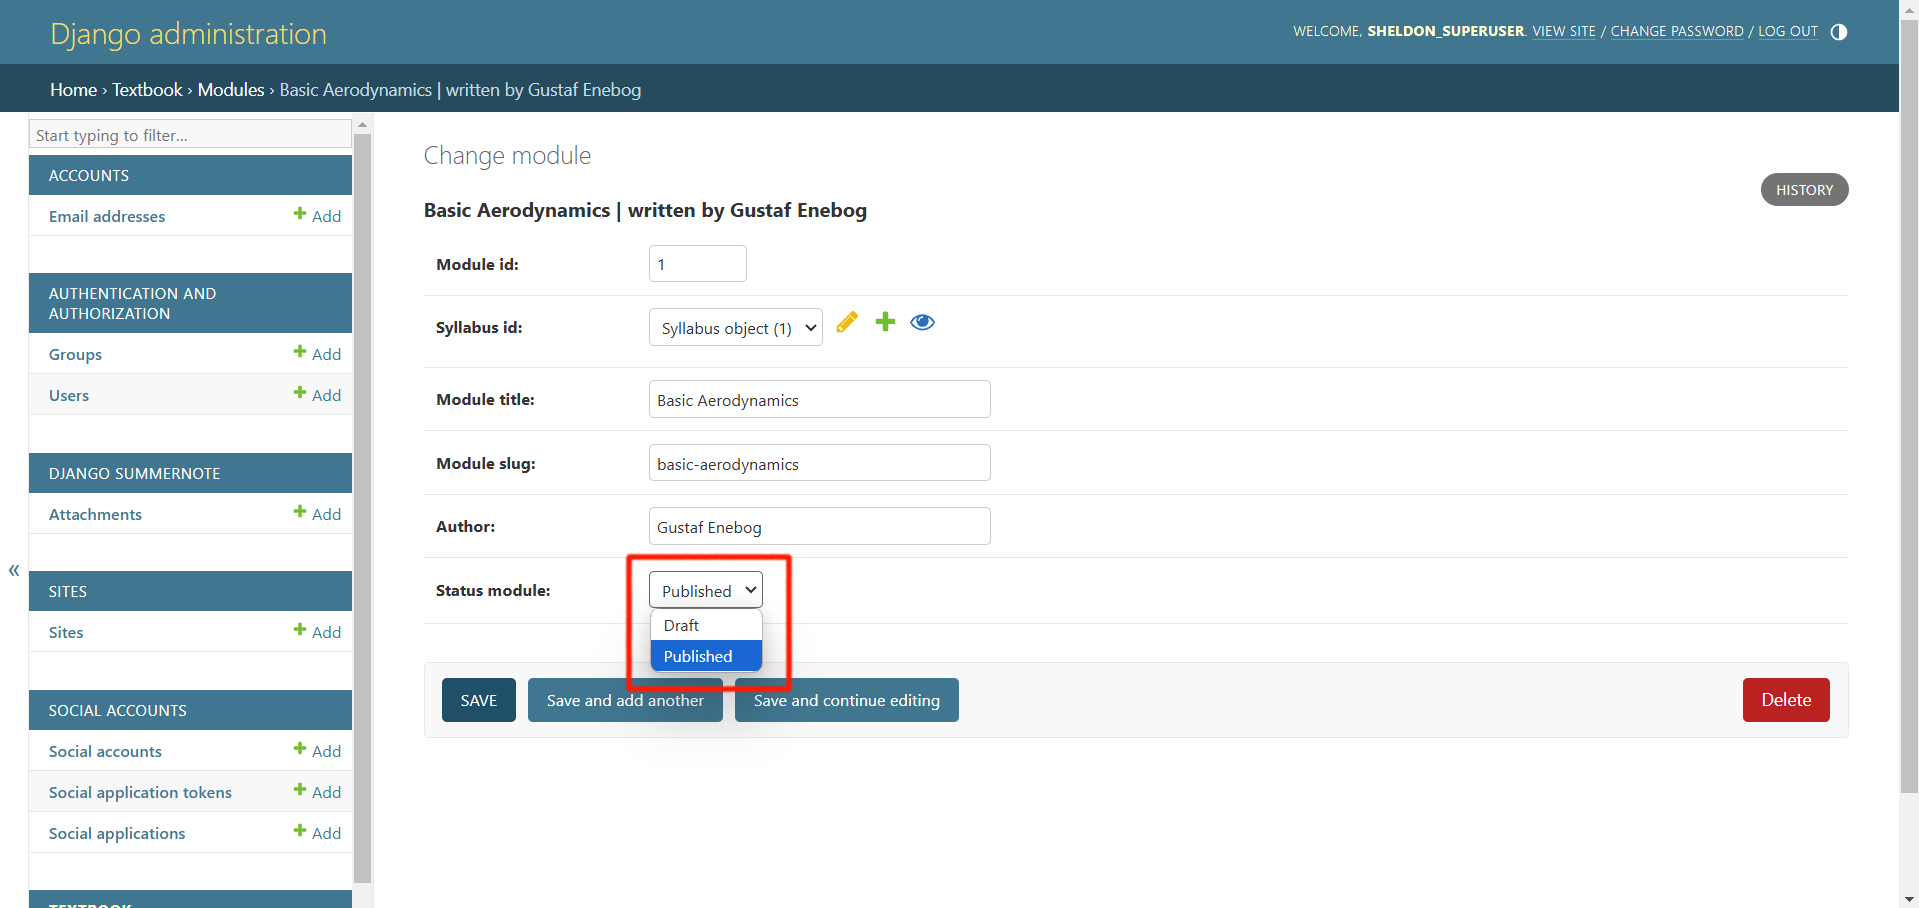 Django administration
WELCOME, SHELDON_SUPERUSER. VIEW SITE / CHANGE PASSWORD / LOG OUT
Home › Textbook › Modules › Basic Aerodynamics | written by Gustaf Enebog
Start typing to filter...
ACCOUNTS
Email addresses
Add
AUTHENTICATION AND
AUTHORIZATION
Groups
Add
Users
Add
DJANGO SUMMERNOTE
Attachments
Add
«
SITES
Sites
Add
SOCIAL ACCOUNTS
Social accounts
Add
Social application tokens
Add
Social applications
Add
TEXTBOOK
Change module
HISTORY
Basic Aerodynamics | written by Gustaf Enebog
Module id:
1
Syllabus id:
Syllabus object (1)
Module title:
Basic Aerodynamics
Module slug:
basic-aerodynamics
Author:
Gustaf Enebog
Status module:
Published
Draft
Published
SAVE
Save and add another
Save and continue editing
Delete